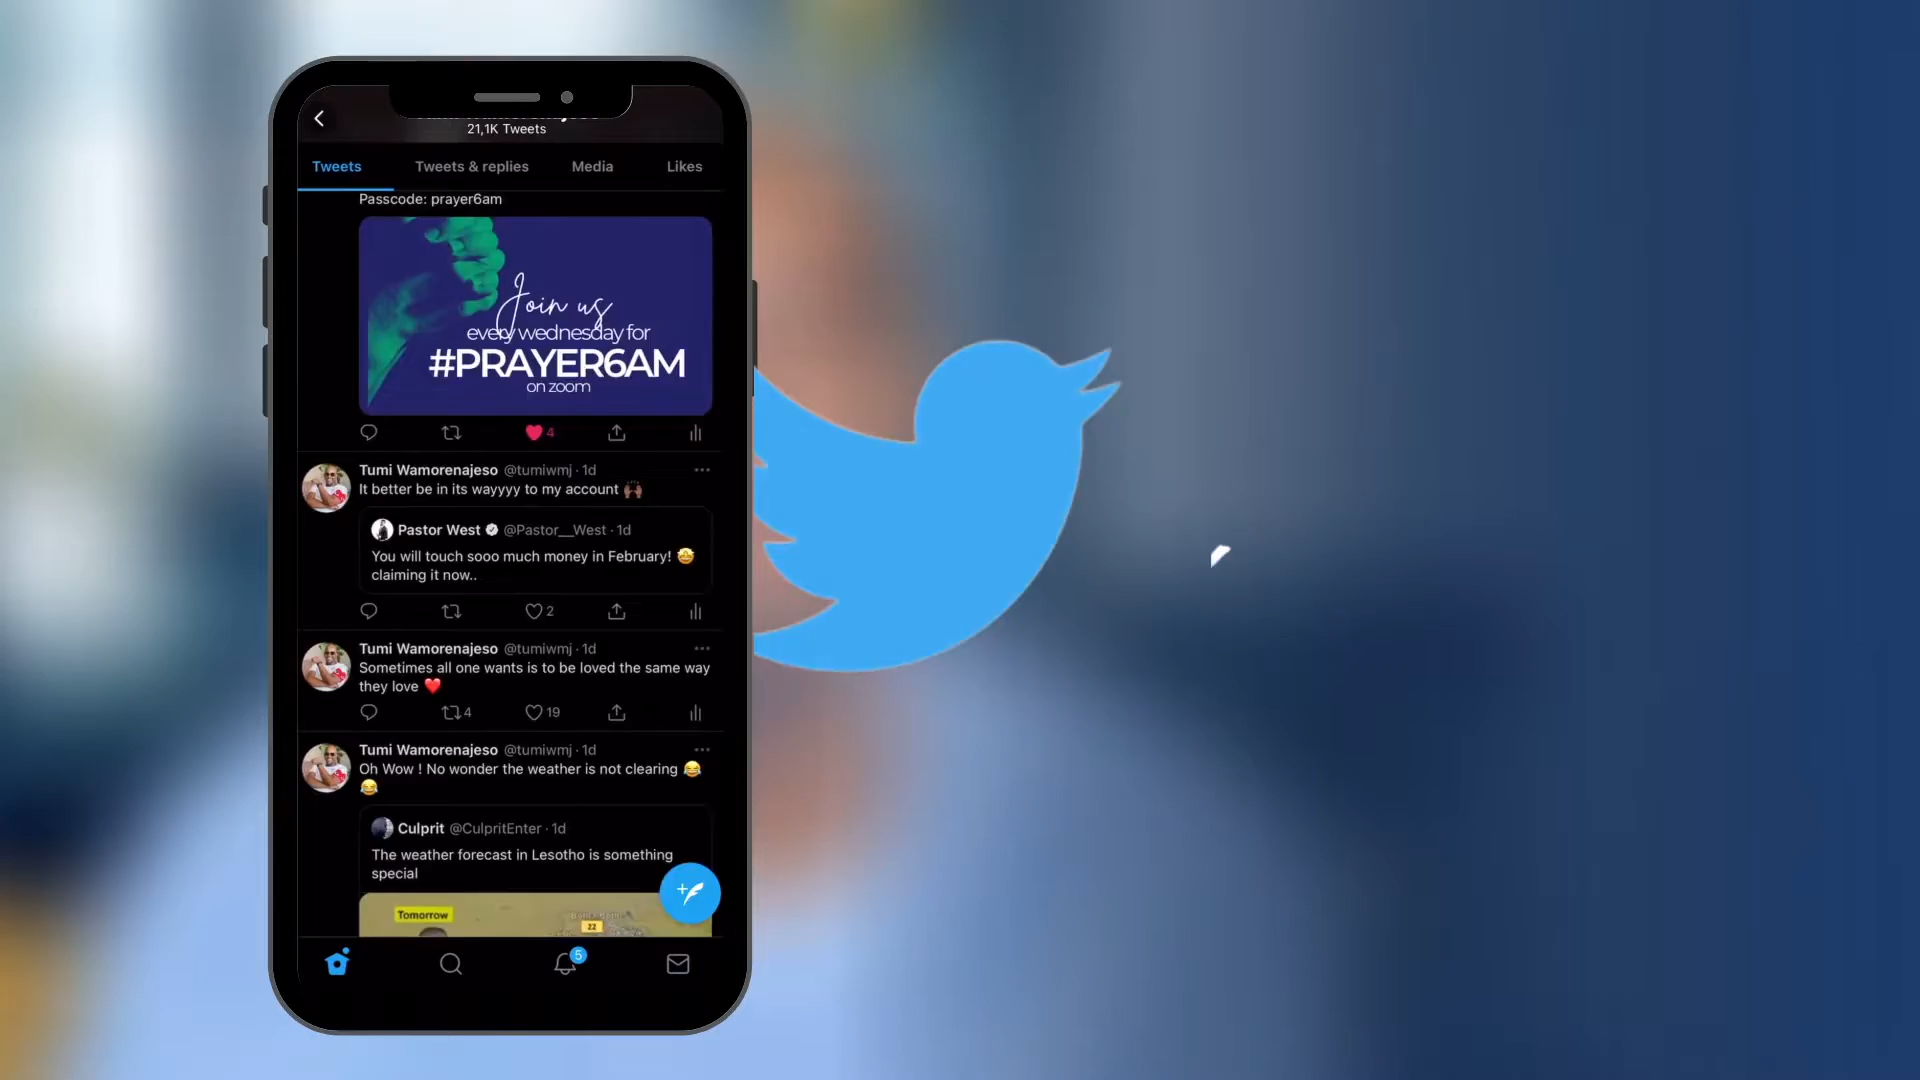 21,1K Tweets
Tweets
Tweets & replies
Media
Likes
Passcode: prayer6am
Join us
every wednesday for
#PRAYER6AM
on zoom
4
Tumi Wamorenajeso @tumiwmj · 1d
It better be in its wayyyy to my account 🙌🏾
Pastor West @Pastor__West · 1d
You will touch sooo much money in February! 🤩
claiming it now..
2
Tumi Wamorenajeso @tumiwmj · 1d
Sometimes all one wants is to be loved the same way
they love ❤️
4
19
Tumi Wamorenajeso @tumiwmj · 1d
Oh Wow ! No wonder the weather is not clearing 😂
😂
Culprit @CulpritEnter · 1d
The weather forecast in Lesotho is something
special
Tomorrow
22
5